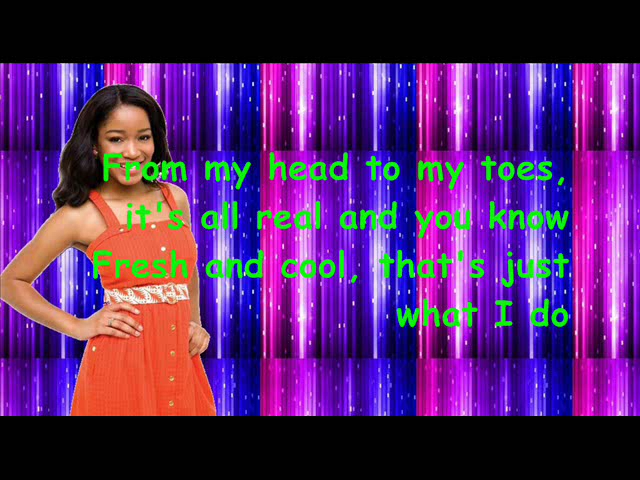 From my head to my toes,
it's all real and you know
Fresh and cool, that's just
what I do